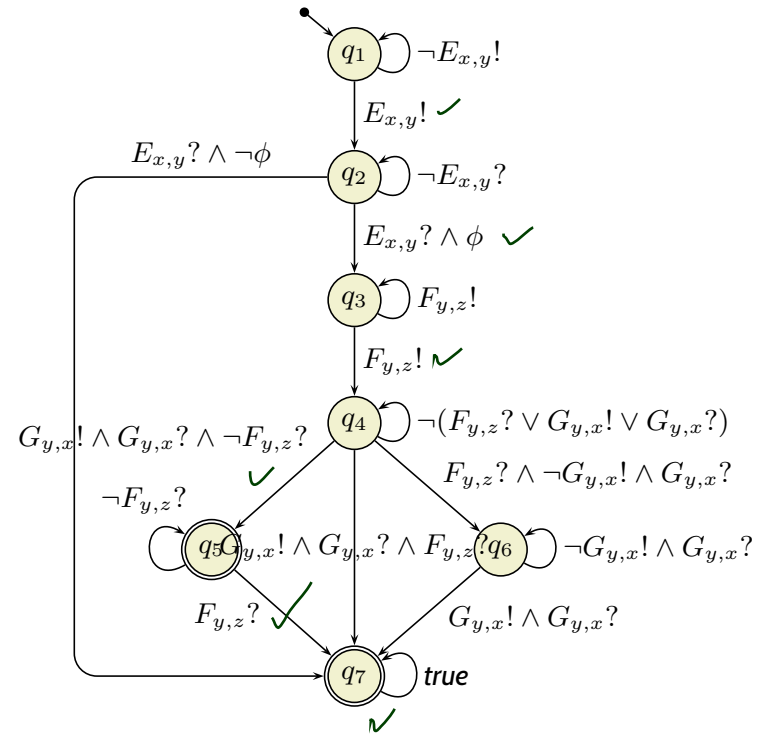 q₁
¬Eₓ,ᵧ!
E_{x,y}! ✓
E_{x,y}? ∧ ¬ϕ
q₂
¬E_{x,y}?
E_{x,y}? ∧ ϕ ✓
q₃
F_{y,z}!
F_{y,z}! ✓
q₄
¬(F_{y,z}? ∨ G_{y,x}! ∨ G_{y,x}?)
G_{y,x}! ∧ G_{y,x}? ∧ ¬F_{y,z}?
✓
F_{y,z}? ∧ ¬G_{y,x}! ∧ G_{y,x}?
¬F_{y,z}?
q₅
G_{y,x}! ∧ G_{y,x}? ∧ F_{y,z}?
q₆
¬G_{y,x}! ∧ G_{y,x}?
F_{y,z}? ✓
G_{y,x}! ∧ G_{y,x}?
q₇
true
✓